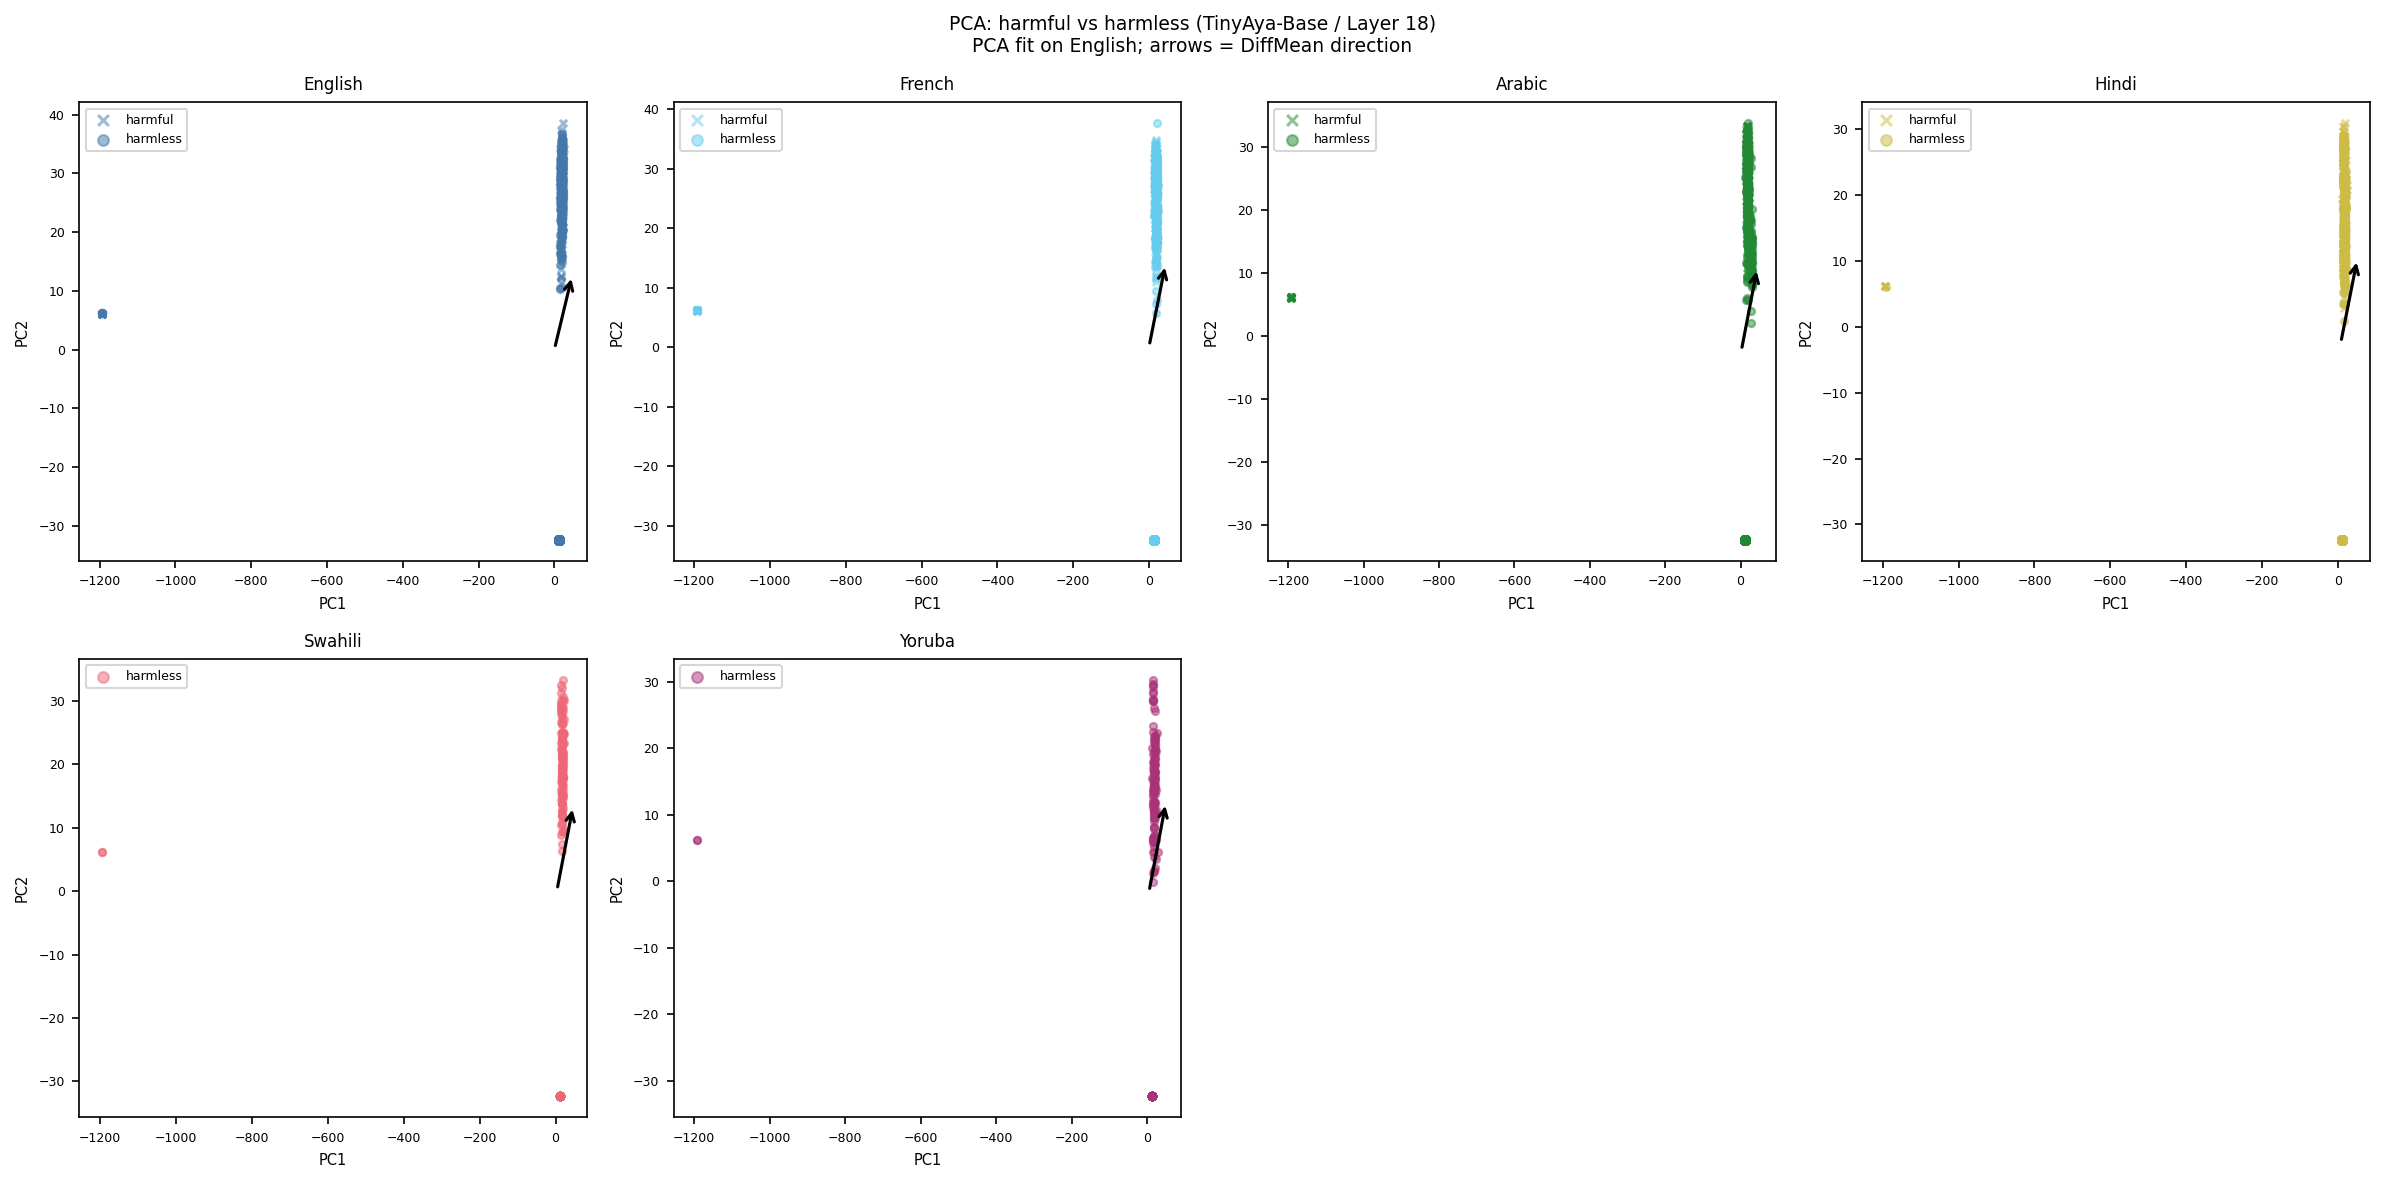 PCA: harmful vs harmless (TinyAya-Base / Layer 18)
PCA fit on English; arrows = DiffMean direction
English
harmful
harmless
40
30
20
10
0
−10
−20
−30
PC2
−1200 −1000 −800 −600 −400 −200 0
PC1
French
harmful
harmless
40
30
20
10
0
−10
−20
−30
PC2
−1200 −1000 −800 −600 −400 −200 0
PC1
Arabic
harmful
harmless
30
20
10
0
−10
−20
−30
PC2
−1200 −1000 −800 −600 −400 −200 0
PC1
Hindi
harmful
harmless
30
20
10
0
−10
−20
−30
PC2
−1200 −1000 −800 −600 −400 −200 0
PC1
Swahili
harmless
30
20
10
0
−10
−20
−30
PC2
−1200 −1000 −800 −600 −400 −200 0
PC1
Yoruba
harmless
30
20
10
0
−10
−20
−30
PC2
−1200 −1000 −800 −600 −400 −200 0
PC1